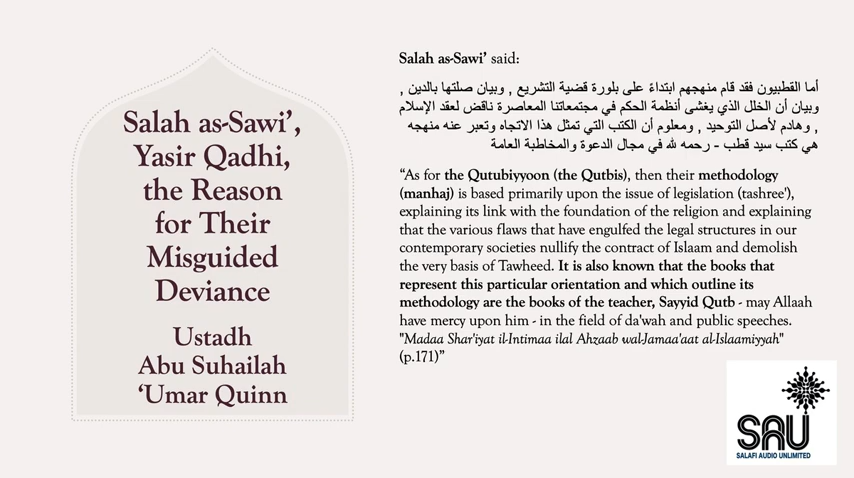 Salah as-Sawi’,
Yasir Qadhi,
the Reason
for Their
Misguided
Deviance
Ustadh
Abu Suhailah
‘Umar Quinn
Salah as-Sawi’ said:
أما القطبيون فقد قام منهجهم ابتداءً على بلورة قضية التشريع , وبيان صلتها بالدين ,
وبيان أن الخلل الذي يغشى أنظمة الحكم في مجتمعاتنا المعاصرة ناقض لعقد الإسلام
, وهادم لأصل التوحيد , ومعلوم أن الكتب التي تمثل هذا الاتجاه وتعبر عنه منهجه
هي كتب سيد قطب - رحمه لله في مجال الدعوة والمخاطبة العامة
“As for the Qutubiyyoon (the Qutbis), then their methodology
(manhaj) is based primarily upon the issue of legislation (tashree'),
explaining its link with the foundation of the religion and explaining
that the various flaws that have engulfed the legal structures in our
contemporary societies nullify the contract of Islaam and demolish
the very basis of Tawheed. It is also known that the books that
represent this particular orientation and which outline its
methodology are the books of the teacher, Sayyid Qutb - may Allaah
have mercy upon him - in the field of da'wah and public speeches.
"Madaa Shar'iyat il-Intimaa ilal Ahzaab wal-Jamaa'aat al-Islaamiyyah"
(p.171)”
SAU
SALAFI AUDIO UNLIMITED